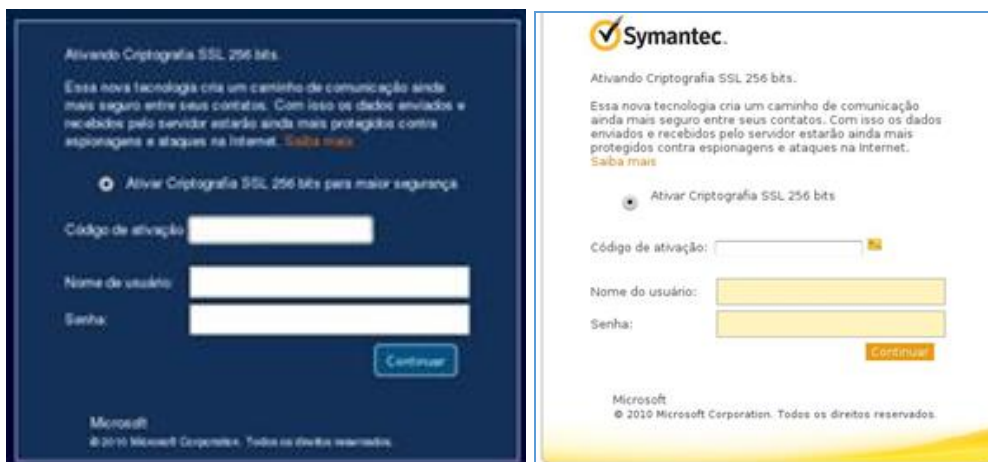 Ativando Criptografia SSL 256 bits.
Essa nova tecnologia cria um caminho de comunicação ainda
mais seguro entre seus contatos. Com isso os dados enviados e
recebidos pelo servidor estarão ainda mais protegidos contra
espionagens e ataques na Internet. Saiba mais
Ativar Criptografia SSL 256 bits para maior segurança
Código de ativação
Nome de usuário
Senha:
Continuar
Microsoft
© 2010 Microsoft Corporation. Todos os direitos reservados.
Symantec.
Ativando Criptografia SSL 256 bits.
Essa nova tecnologia cria um caminho de comunicação
ainda mais seguro entre seus contatos. Com isso os dados
enviados e recebidos pelo servidor estarão ainda mais
protegidos contra espionagens e ataques na Internet.
Saiba mais
Ativar Criptografia SSL 256 bits
Código de ativação:
Nome do usuário:
Senha:
Continuar
Microsoft
© 2010 Microsoft Corporation. Todos os direitos reservados.